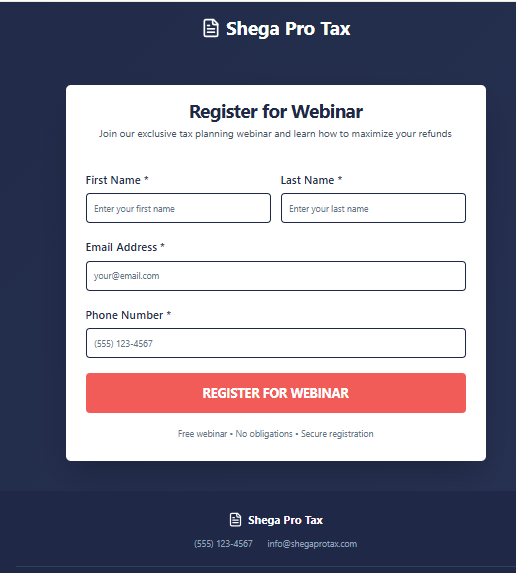 Shega Pro Tax
Register for Webinar
Join our exclusive tax planning webinar and learn how to maximize your refunds
First Name * Last Name *
Enter your first name Enter your last name
Email Address *
your@email.com
Phone Number *
(555) 123-4567
REGISTER FOR WEBINAR
Free webinar • No obligations • Secure registration
Shega Pro Tax
(555) 123-4567 info@shegaprotax.com